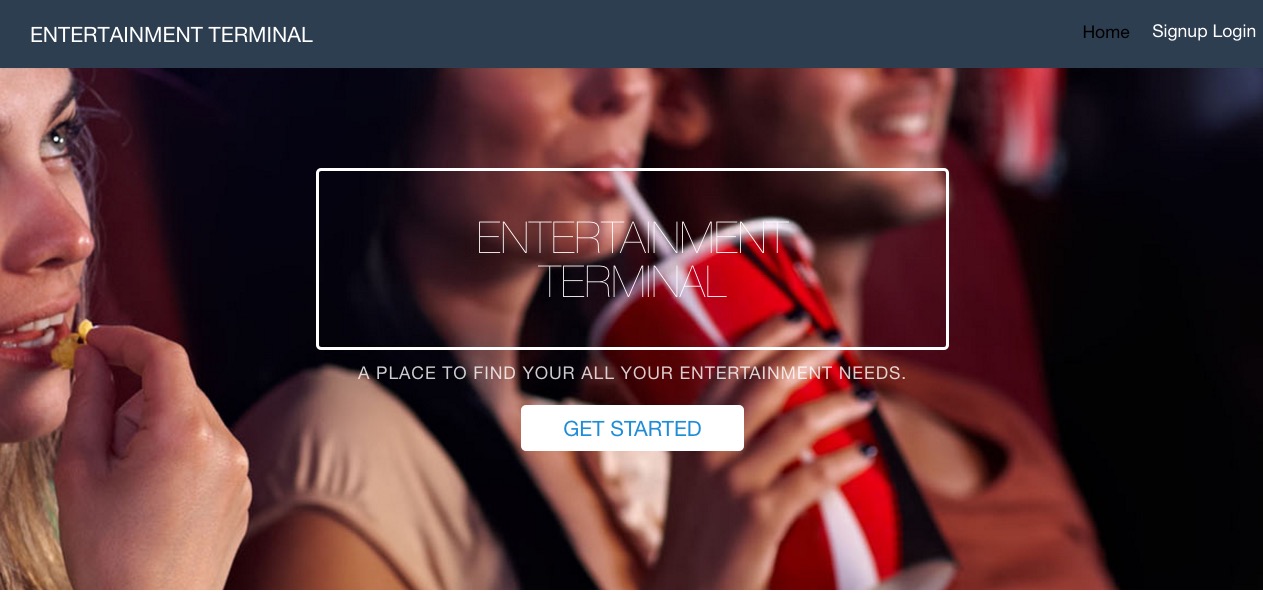 ENTERTAINMENT TERMINAL
Home Signup Login
ENTERTAINMENT
TERMINAL
A PLACE TO FIND YOUR ALL YOUR ENTERTAINMENT NEEDS.
GET STARTED